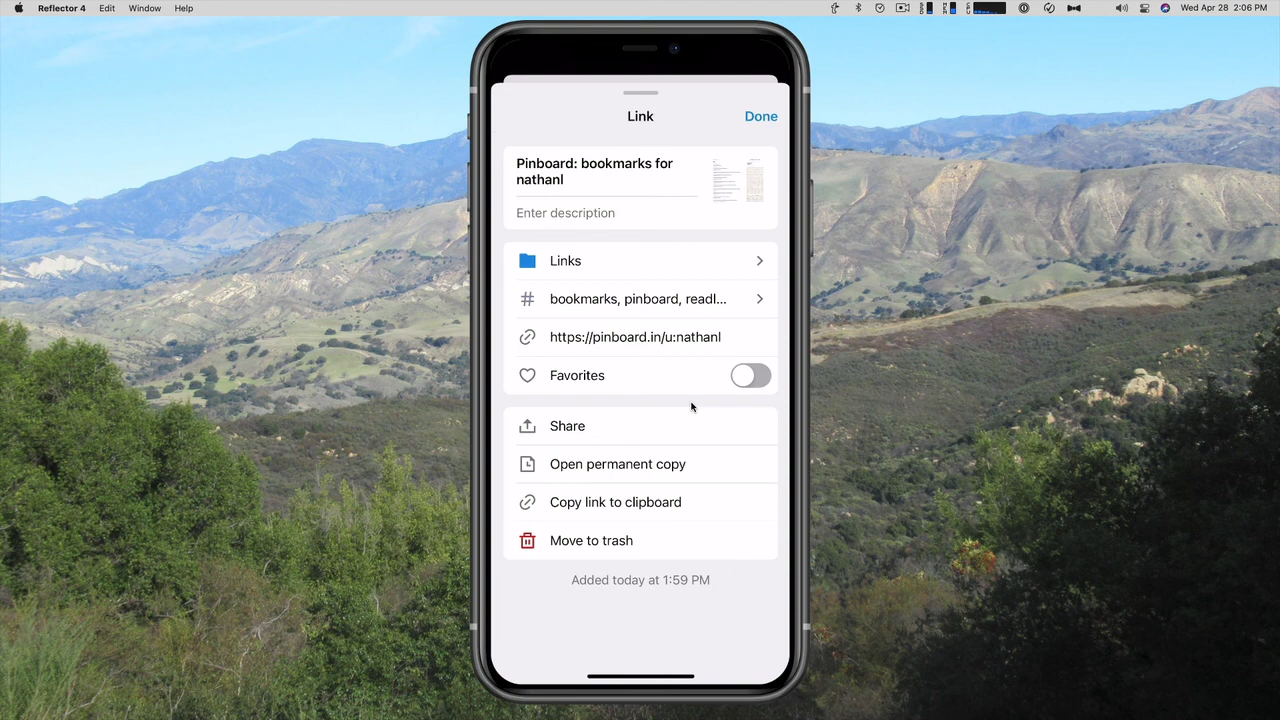 Reflector 4 Edit Window Help Wed Apr 28 2:06 PM
Link Done
Pinboard: bookmarks for
nathanl
Enter description
Links
# bookmarks, pinboard, readl...
https://pinboard.in/u:nathanl
Favorites
Share
Open permanent copy
Copy link to clipboard
Move to trash
Added today at 1:59 PM